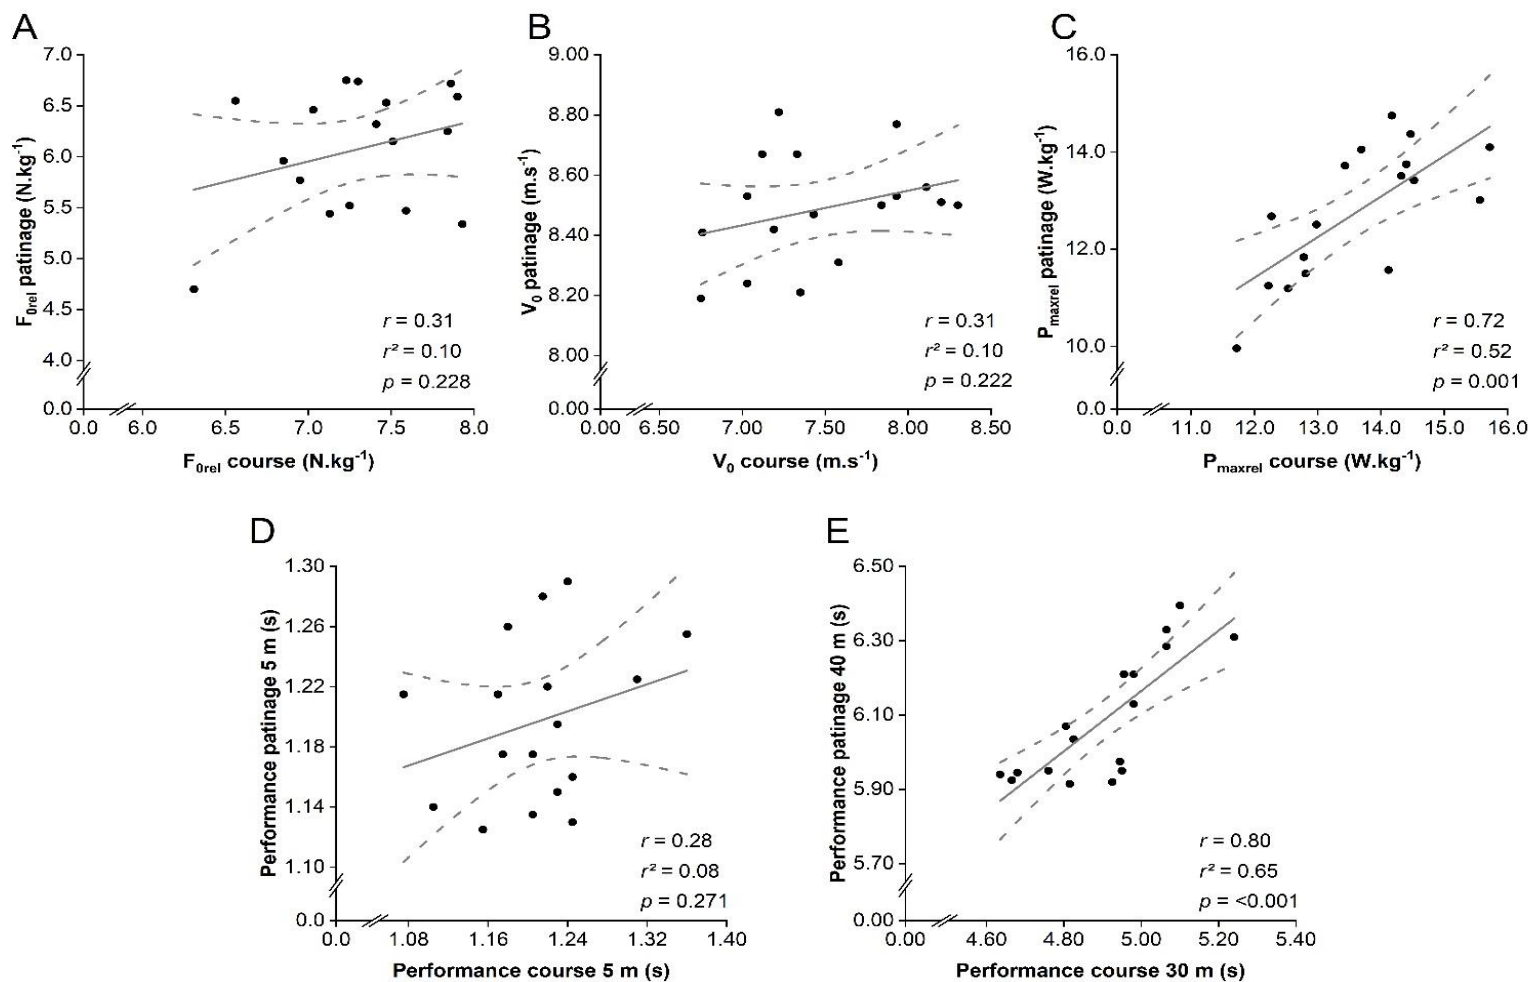 A
7.0
6.5
6.0
5.5
5.0
4.5
4.0
0.0
F0rel patinage (N.kg-1)
r = 0.31
r² = 0.10
p = 0.228
0.0 6.0 6.5 7.0 7.5 8.0
F0rel course (N.kg-1)
B
9.00
8.80
8.60
8.40
8.20
8.00
0.00
V0 patinage (m.s-1)
r = 0.31
r² = 0.10
p = 0.222
0.00 6.50 7.00 7.50 8.00 8.50
V0 course (m.s-1)
C
16.0
14.0
12.0
10.0
0.0
Pmaxrel patinage (W.kg-1)
r = 0.72
r² = 0.52
p = 0.001
0.0 11.0 12.0 13.0 14.0 15.0 16.0
Pmaxrel course (W.kg-1)
D
1.30
1.26
1.22
1.18
1.14
1.10
0.0
Performance patinage 5 m (s)
r = 0.28
r² = 0.08
p = 0.271
0.0 1.08 1.16 1.24 1.32 1.40
Performance course 5 m (s)
E
6.50
6.30
6.10
5.90
5.70
0.00
Performance patinage 40 m (s)
r = 0.80
r² = 0.65
p = <0.001
0.00 4.60 4.80 5.00 5.20 5.40
Performance course 30 m (s)